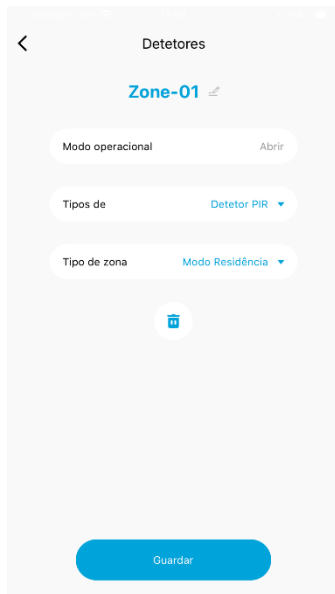 Detetores
Zone-01
Modo operacional Abrir
Tipos de Detetor PIR
Tipo de zona Modo Residência
Guardar